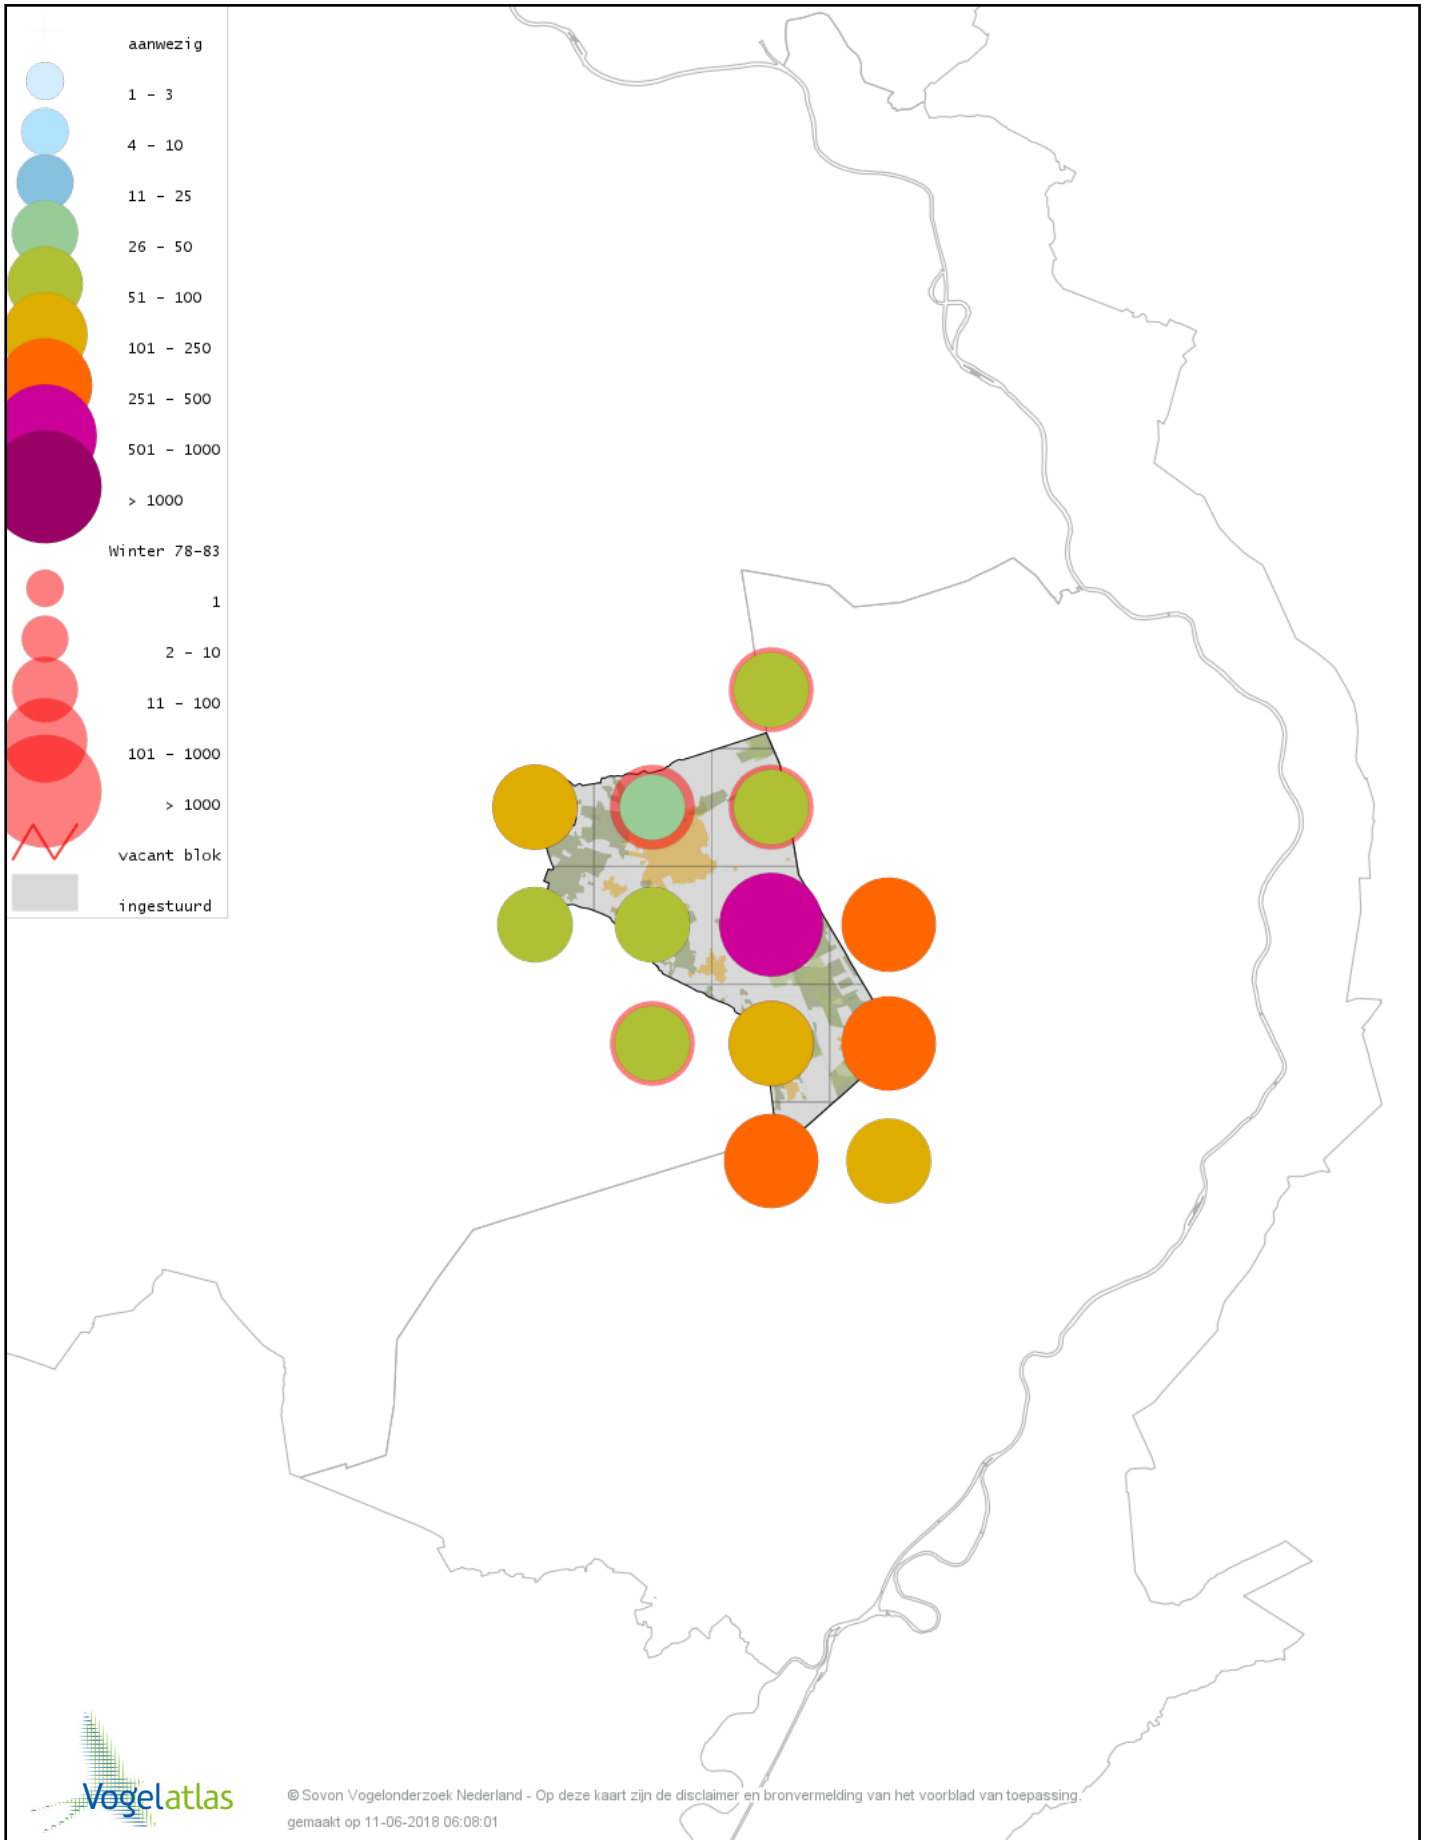 aanwezig
1 - 3
4 - 10
11 - 25
26 - 50
51 - 100
101 - 250
251 - 500
501 - 1000
> 1000
Winter 78-83
1
2 - 10
11 - 100
101 - 1000
> 1000
vacant blok
ingestuurd
Vogelatlas
© Sovon Vogelonderzoek Nederland - Op deze kaart zijn de disclaimer en bronvermelding van het voorblad van toepassing.
gemaakt op 11-06-2018 06:08:01